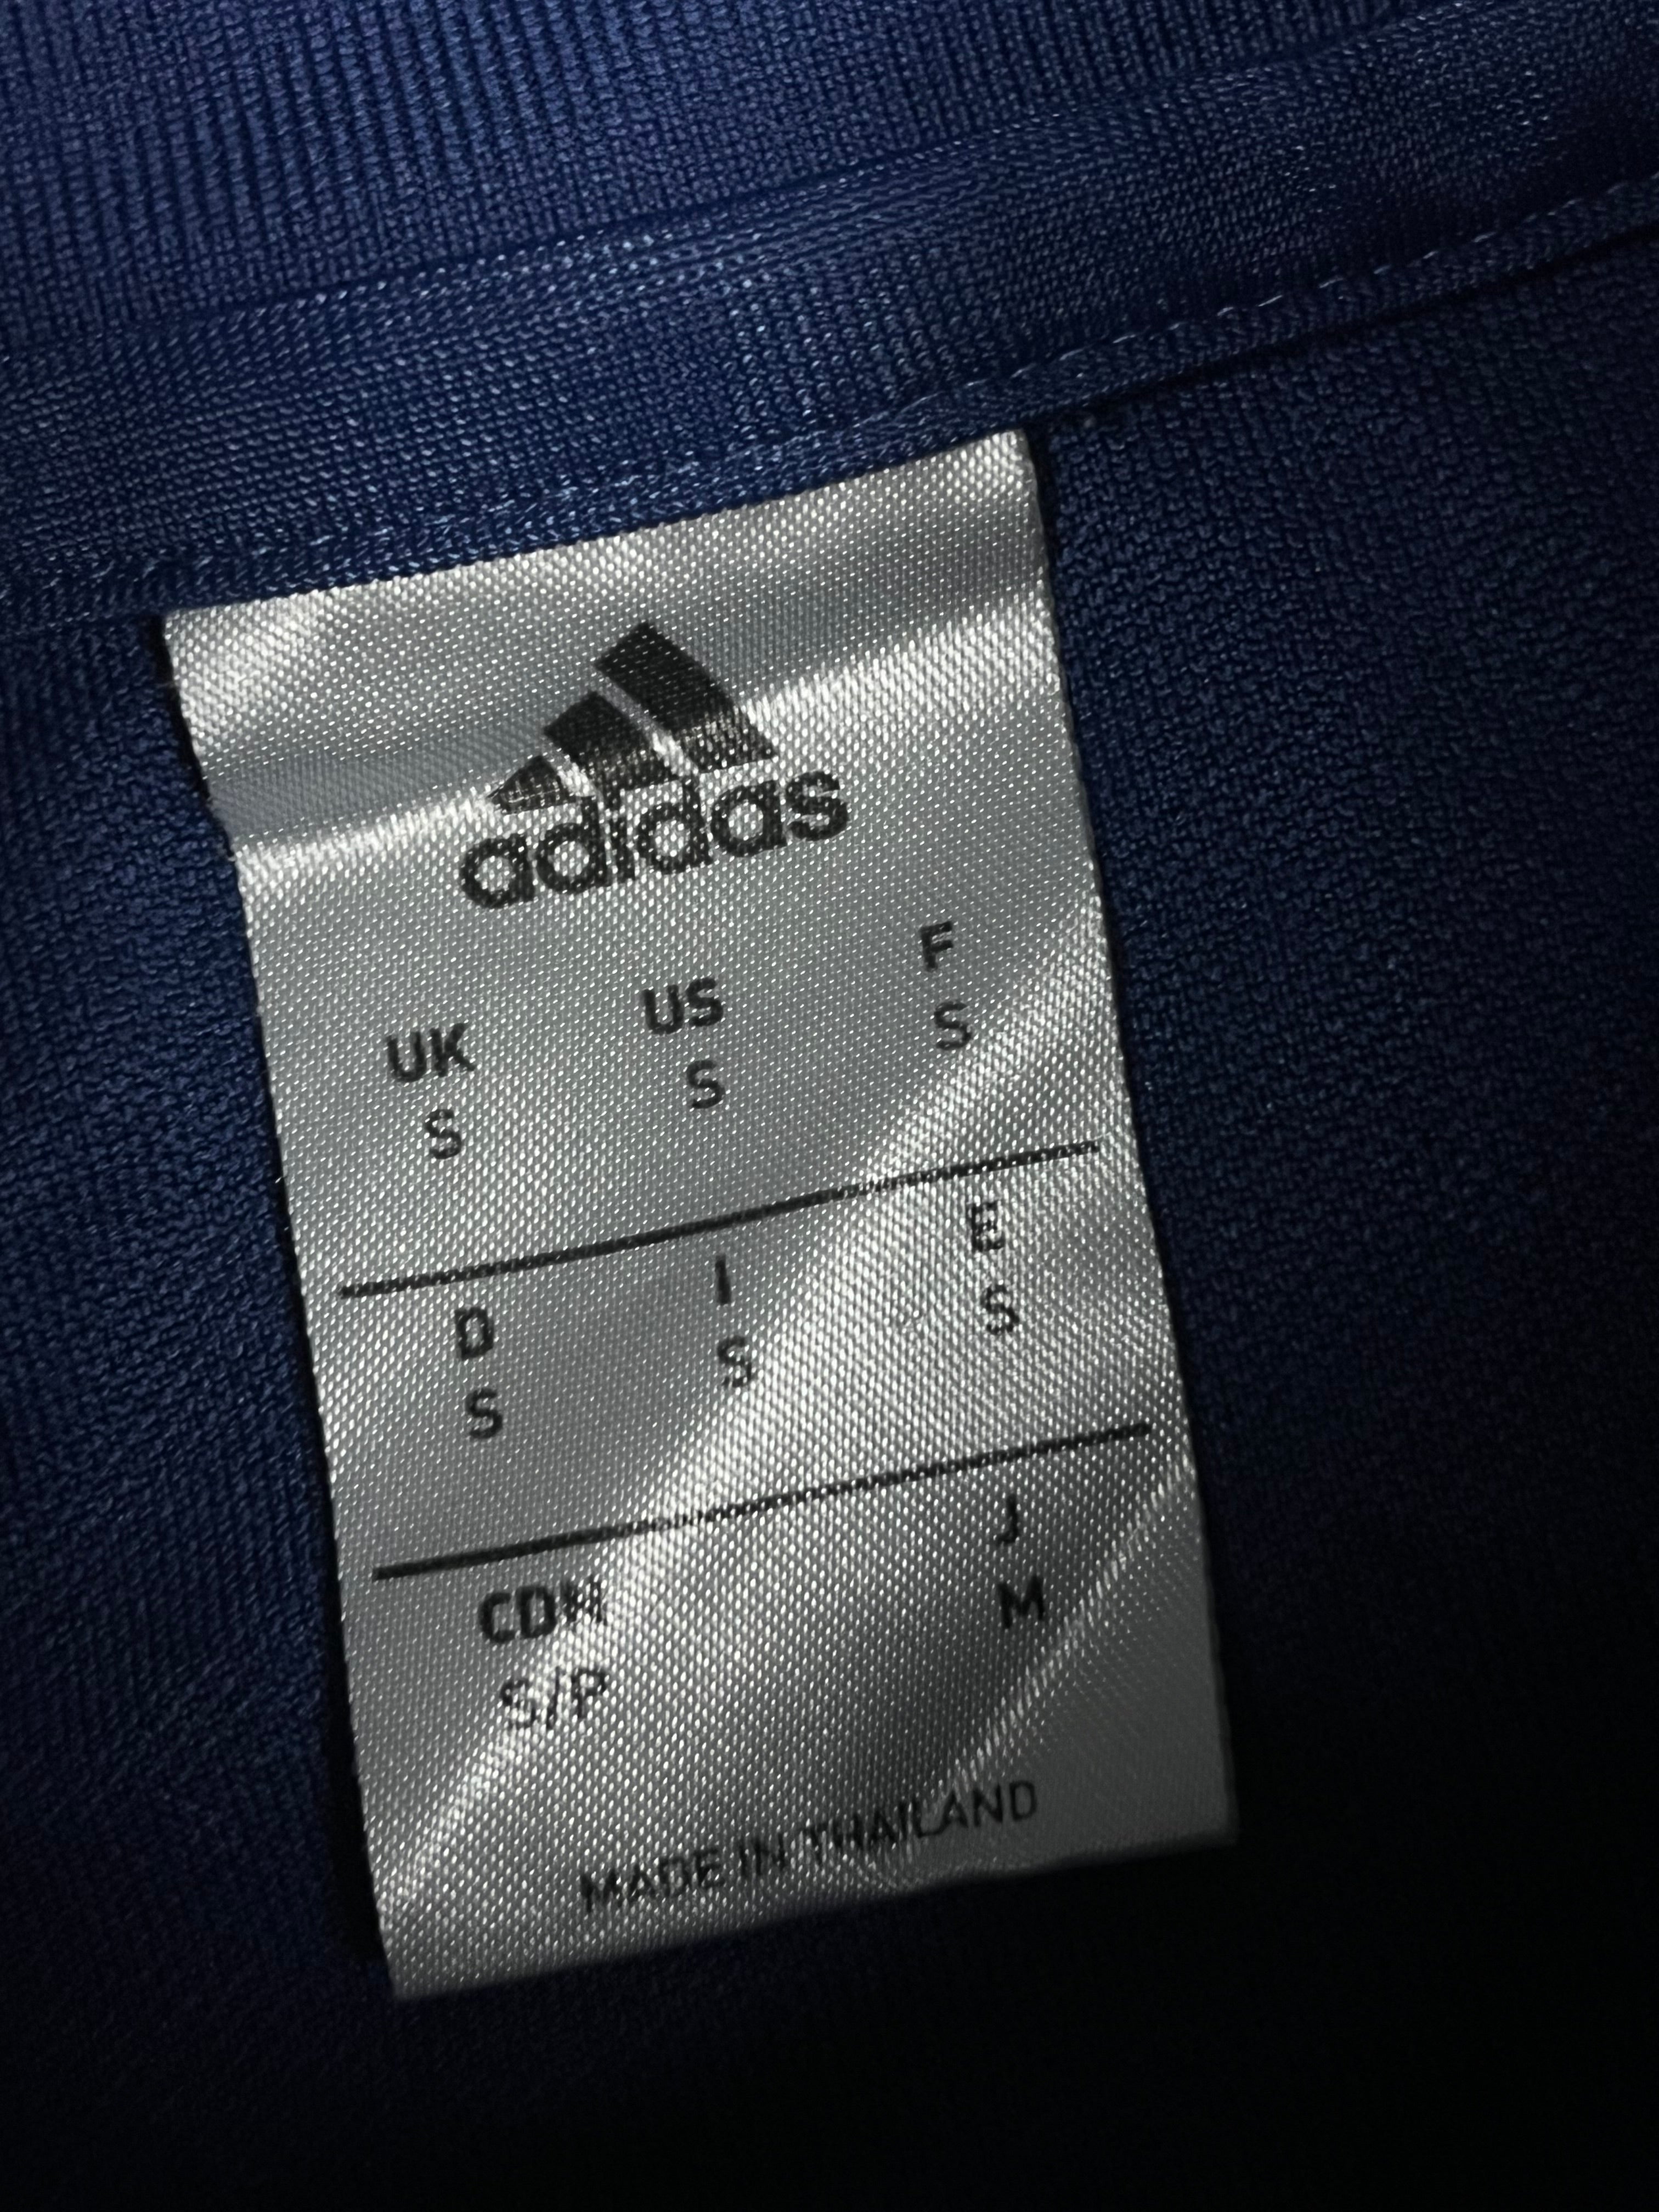 adidas
UK US F
S S S
D I E
S S S
CDN J
S/P M
MADE IN THAILAND